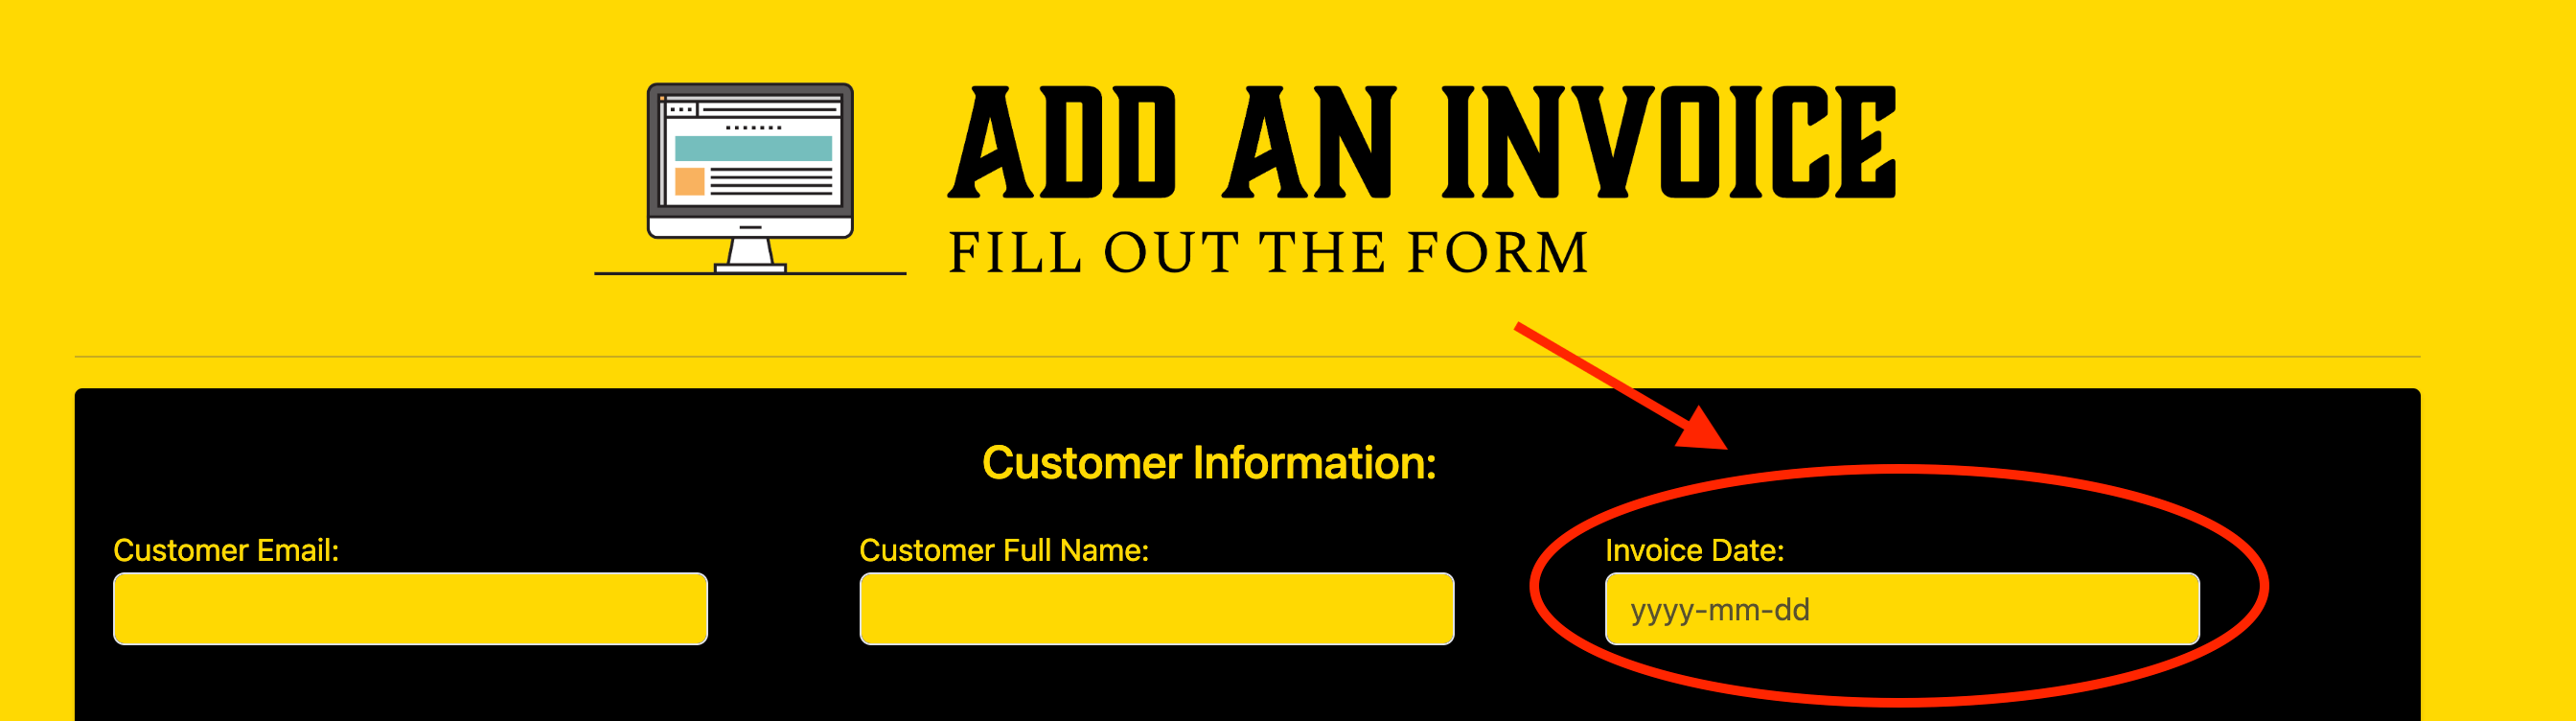 ADD AN INVOICE
FILL OUT THE FORM
Customer Information:
Customer Email:
Customer Full Name:
Invoice Date:
yyyy-mm-dd